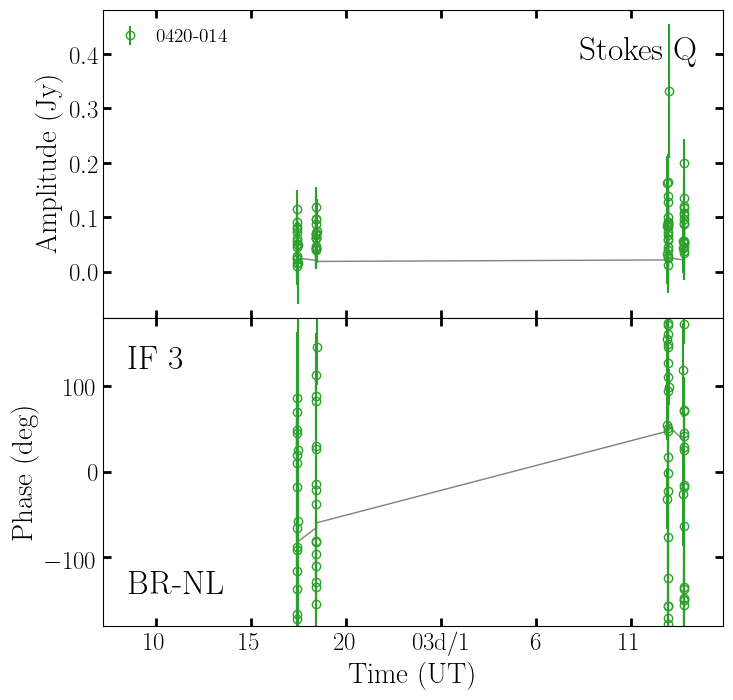 0420-014
Stokes Q
0.4
0.3
0.2
0.1
0.0
Amplitude (Jy)
IF 3
100
0
−100
Phase (deg)
BR-NL
10 15 20 03d/1 6 11
Time (UT)